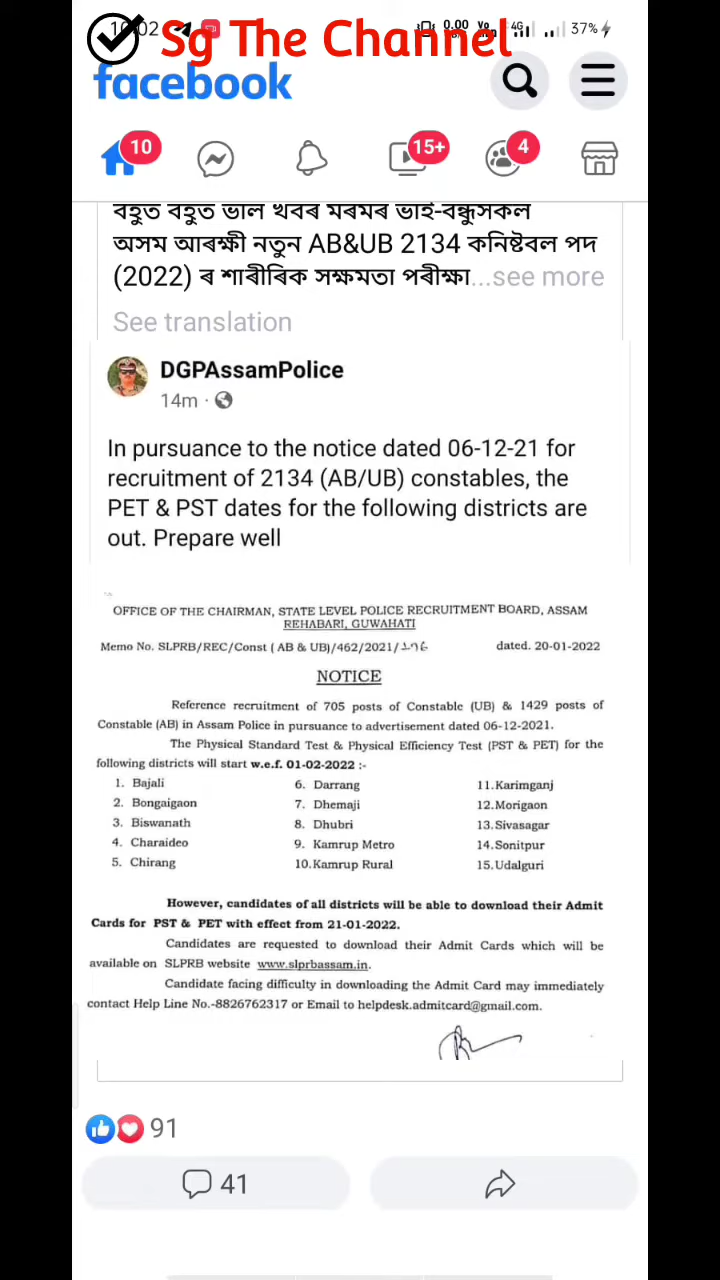 10:02
Sg The Channel
0.00
4G
37%
facebook
10
15+
4
বহুত বহুত ভাল খবৰ মৰমৰ ভাই-বন্ধুসকল
অসম আৰক্ষী নতুন AB&UB 2134 কনিষ্টবল পদ
(2022) ৰ শাৰীৰিক সক্ষমতা পৰীক্ষা...see more
See translation
DGPAssamPolice
14m ·
In pursuance to the notice dated 06-12-21 for
recruitment of 2134 (AB/UB) constables, the
PET & PST dates for the following districts are
out. Prepare well
OFFICE OF THE CHAIRMAN, STATE LEVEL POLICE RECRUITMENT BOARD, ASSAM
REHABARI, GUWAHATI
Memo No. SLPRB/REC/Const ( AB & UB)/462/2021/ dated. 20-01-2022
NOTICE
Reference recruitment of 705 posts of Constable (UB) & 1429 posts of
Constable (AB) in Assam Police in pursuance to advertisement dated 06-12-2021.
The Physical Standard Test & Physical Efficiency Test (PST & PET) for the
following districts will start w.e.f. 01-02-2022 :-
1. Bajali
2. Bongaigaon
3. Biswanath
4. Charaideo
5. Chirang
6. Darrang
7. Dhemaji
8. Dhubri
9. Kamrup Metro
10. Kamrup Rural
11. Karimganj
12. Morigaon
13. Sivasagar
14. Sonitpur
15. Udalguri
However, candidates of all districts will be able to download their Admit
Cards for PST & PET with effect from 21-01-2022.
Candidates are requested to download their Admit Cards which will be
available on SLPRB website www.slprbassam.in.
Candidate facing difficulty in downloading the Admit Card may immediately
contact Help Line No.-8826762317 or Email to helpdesk.admitcard@gmail.com.
91
41